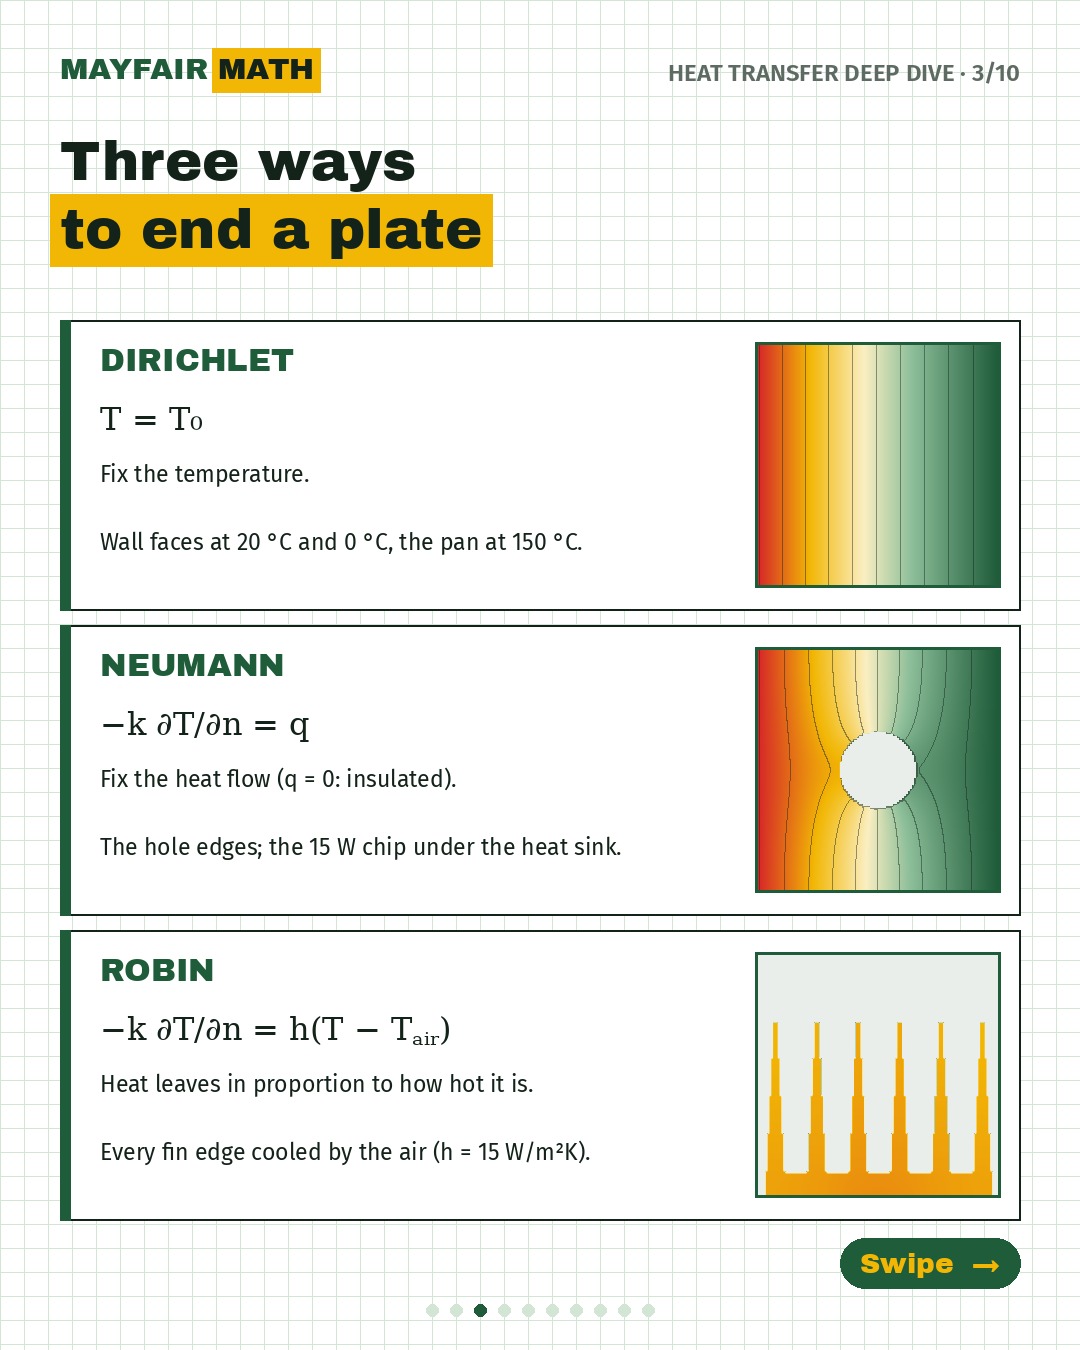 MAYFAIR MATH
HEAT TRANSFER DEEP DIVE · 3/10
Three ways
to end a plate
DIRICHLET
T = T₀
Fix the temperature.
Wall faces at 20 °C and 0 °C, the pan at 150 °C.
NEUMANN
−k ∂T/∂n = q
Fix the heat flow (q = 0: insulated).
The hole edges; the 15 W chip under the heat sink.
ROBIN
−k ∂T/∂n = h(T − Tair)
Heat leaves in proportion to how hot it is.
Every fin edge cooled by the air (h = 15 W/m²K).
Swipe →